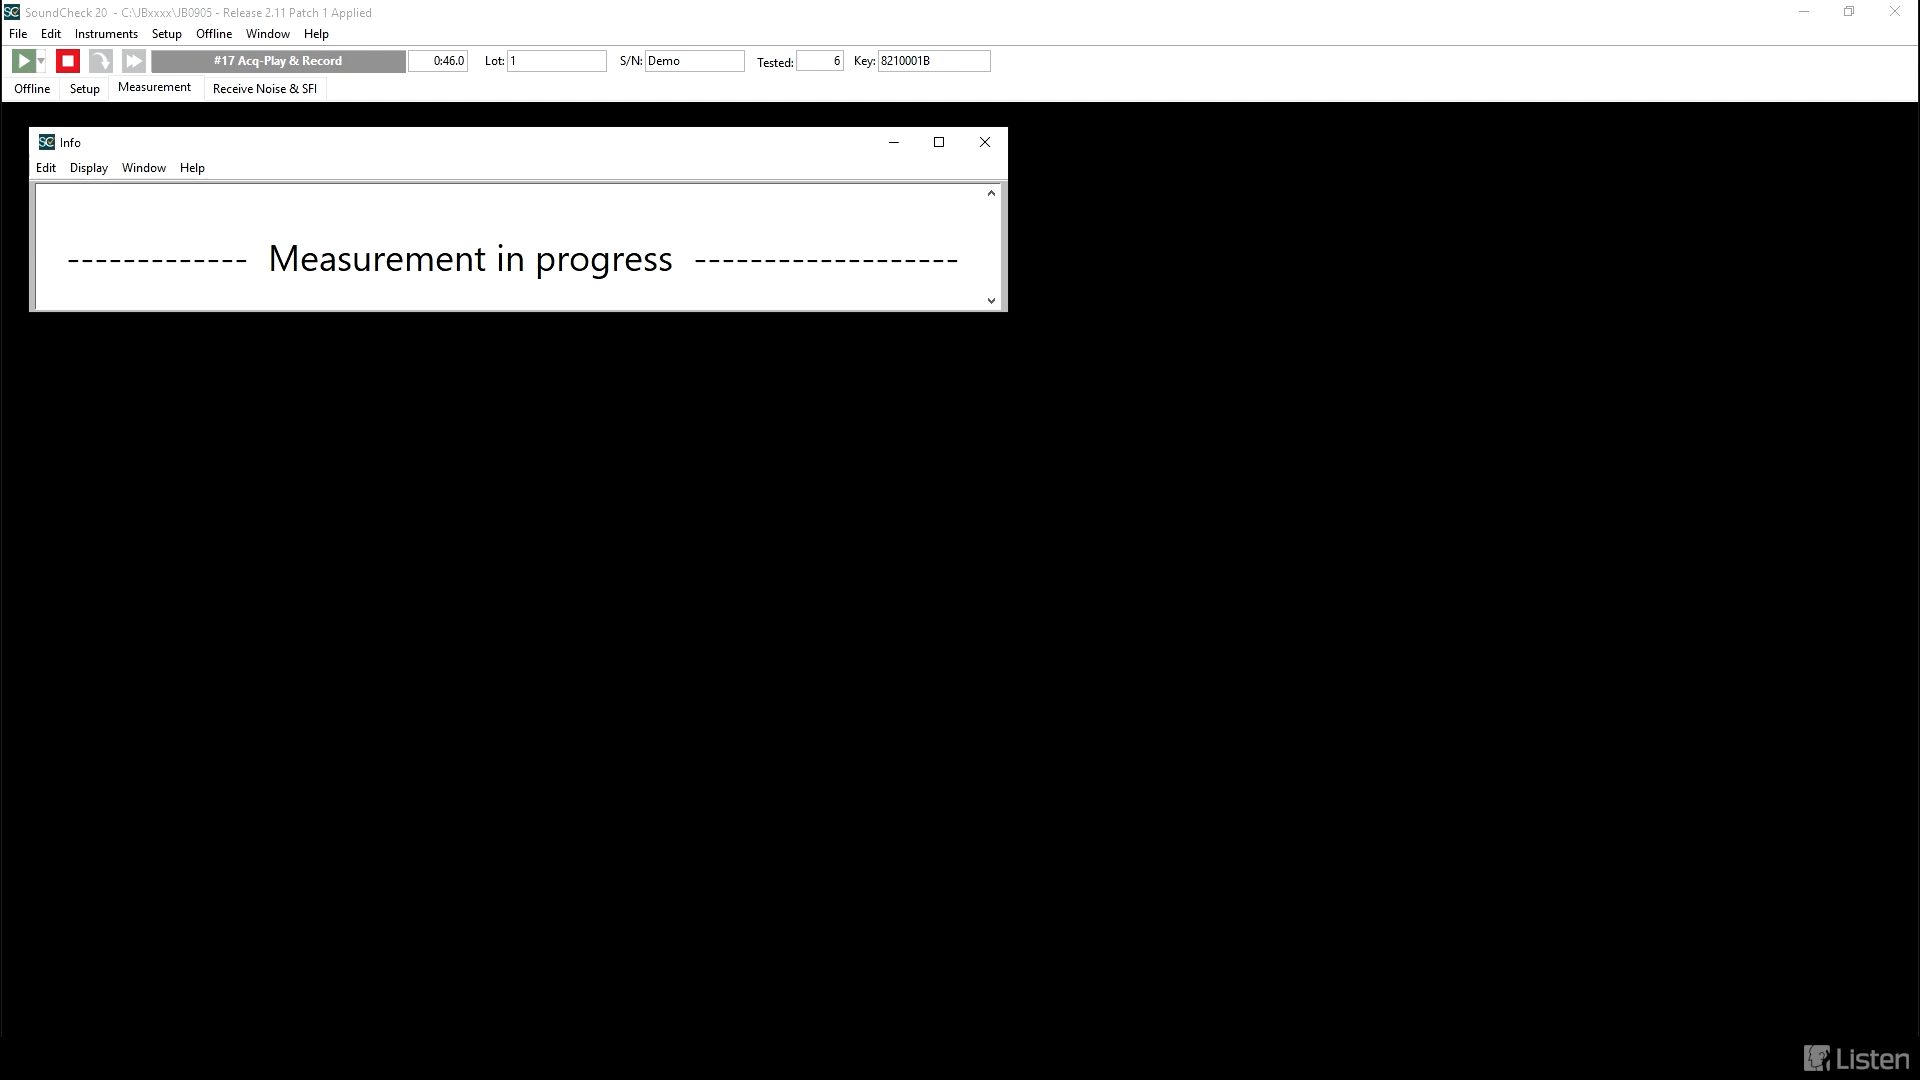 SoundCheck 20 - C:\JBxxxx\JB0905 - Release 2.11 Patch 1 Applied
File Edit Instruments Setup Offline Window Help
#17 Acq-Play & Record 0:46.0 Lot: 1 S/N: Demo Tested: 6 Key: 8210001B
Offline Setup Measurement Receive Noise & SFI
SC Info
Edit Display Window Help
------------- Measurement in progress -------------------
Listen